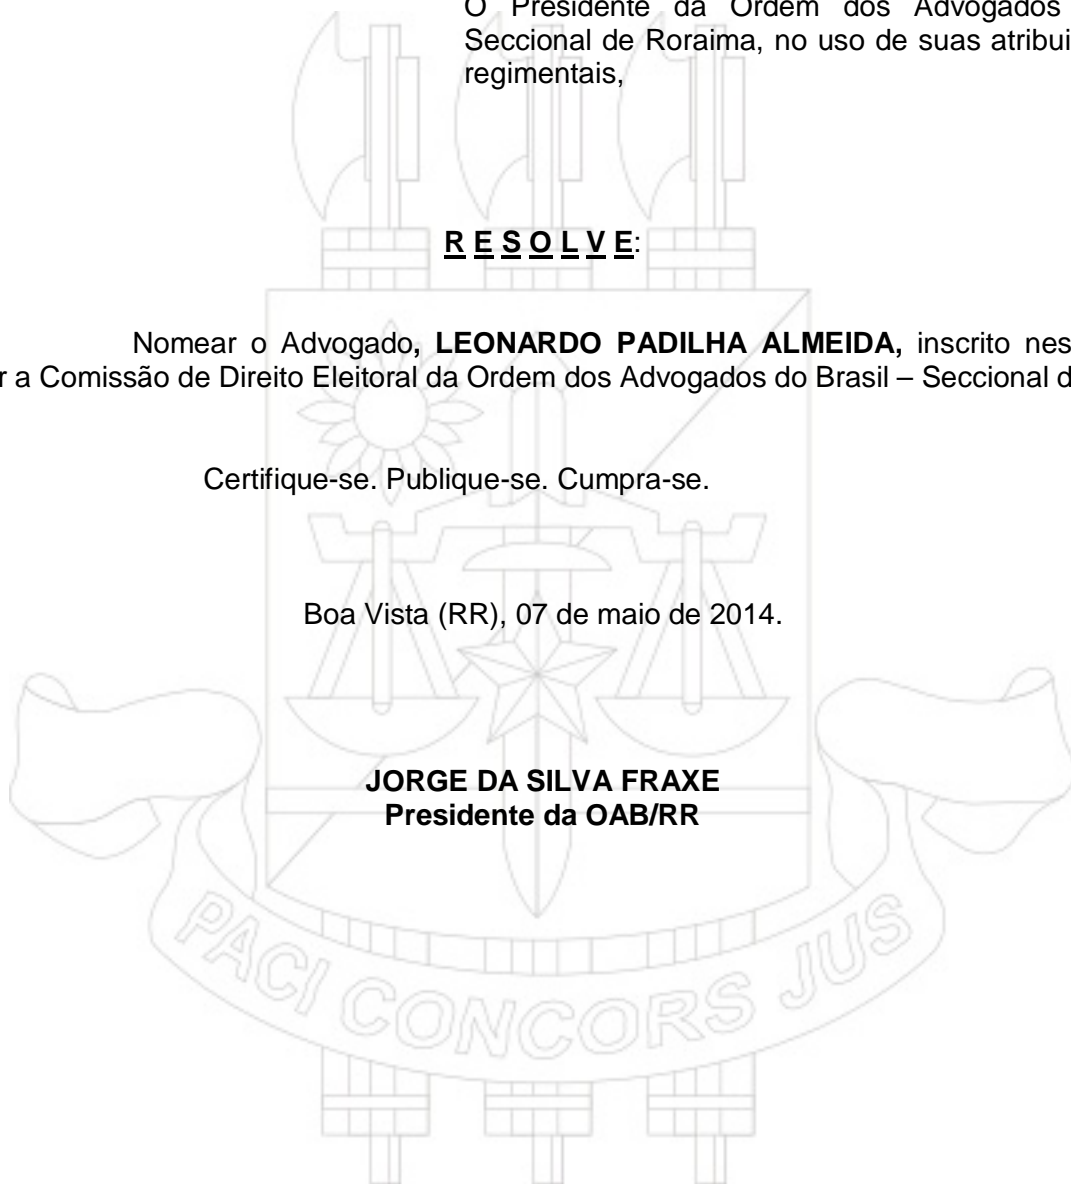 O Presidente da Ordem dos Advogados
Seccional de Roraima, no uso de suas
regimentais,
R E S O L V E:
Nomear o Advogado, LEONARDO PADILHA ALMEIDA, inscrito
a Comissão de Direito Eleitoral da Ordem dos Advogados do Brasil – Seccional
Certifique-se. Publique-se. Cumpra-se.
Boa Vista (RR), 07 de maio de 2014.
JORGE DA SILVA FRAXE
Presidente da OAB/RR
PACI CONCORS JUS